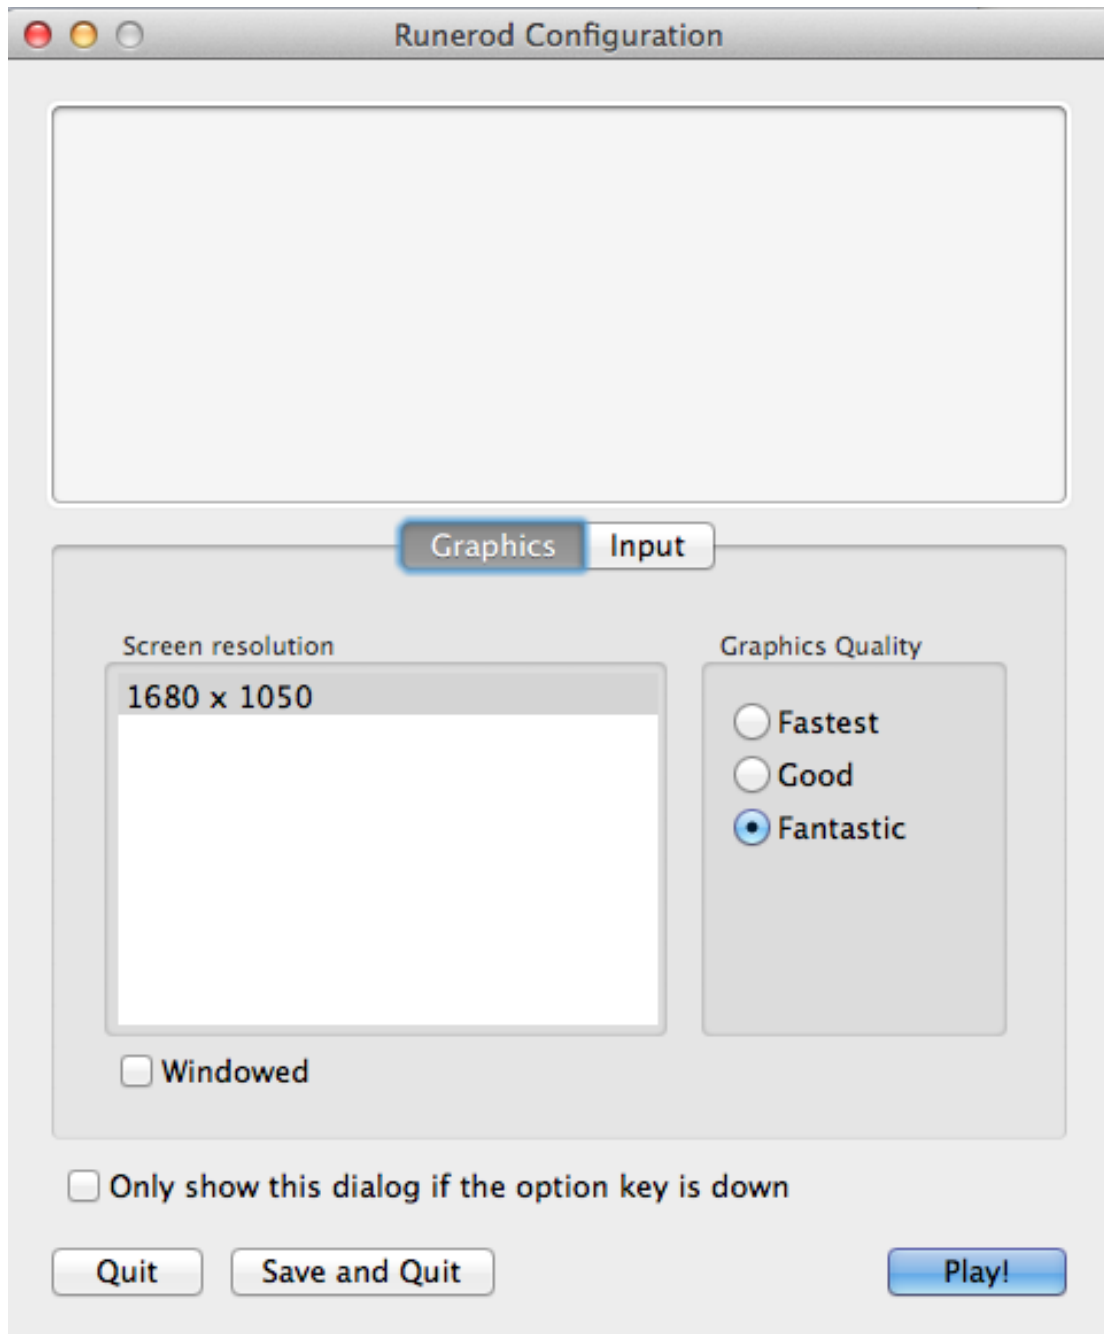 Runerod Configuration
Graphics Input
Screen resolution
Graphics Quality
1680 x 1050
Fastest
Good
Fantastic
Windowed
Only show this dialog if the option key is down
Quit Save and Quit Play!